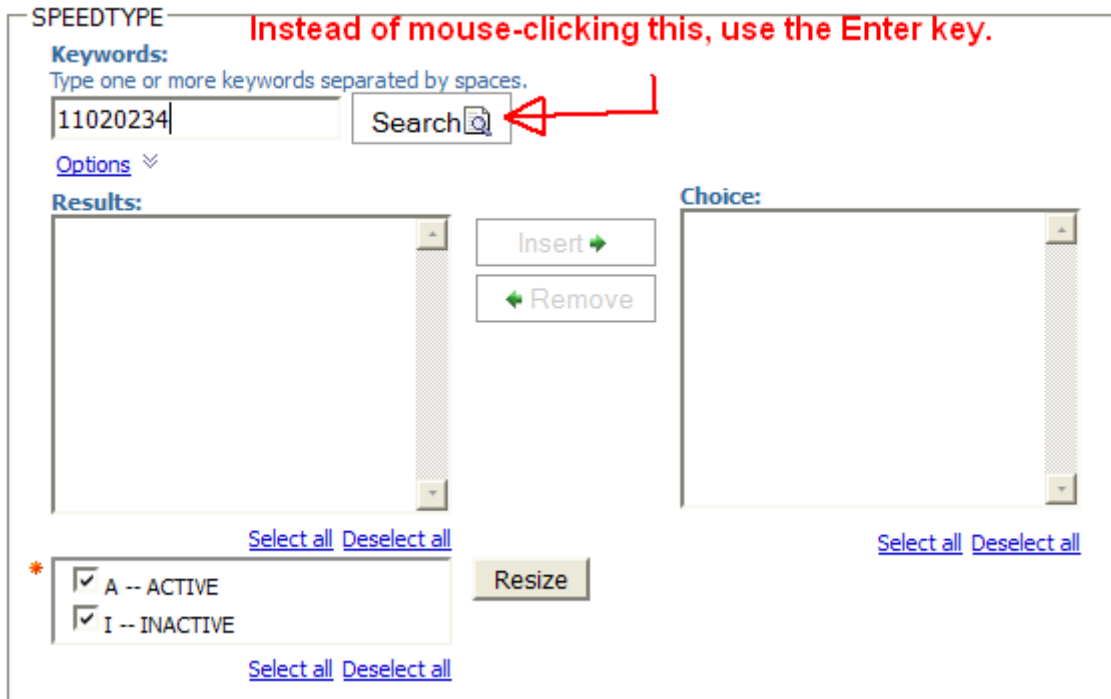 SPEEDTYPE
Instead of mouse-clicking this, use the Enter key.
Keywords:
Type one or more keywords separated by spaces.
11020234
Search
Options
Results:
Choice:
Insert
Remove
Select all Deselect all
Select all Deselect all
A -- ACTIVE
Resize
I -- INACTIVE
Select all Deselect all